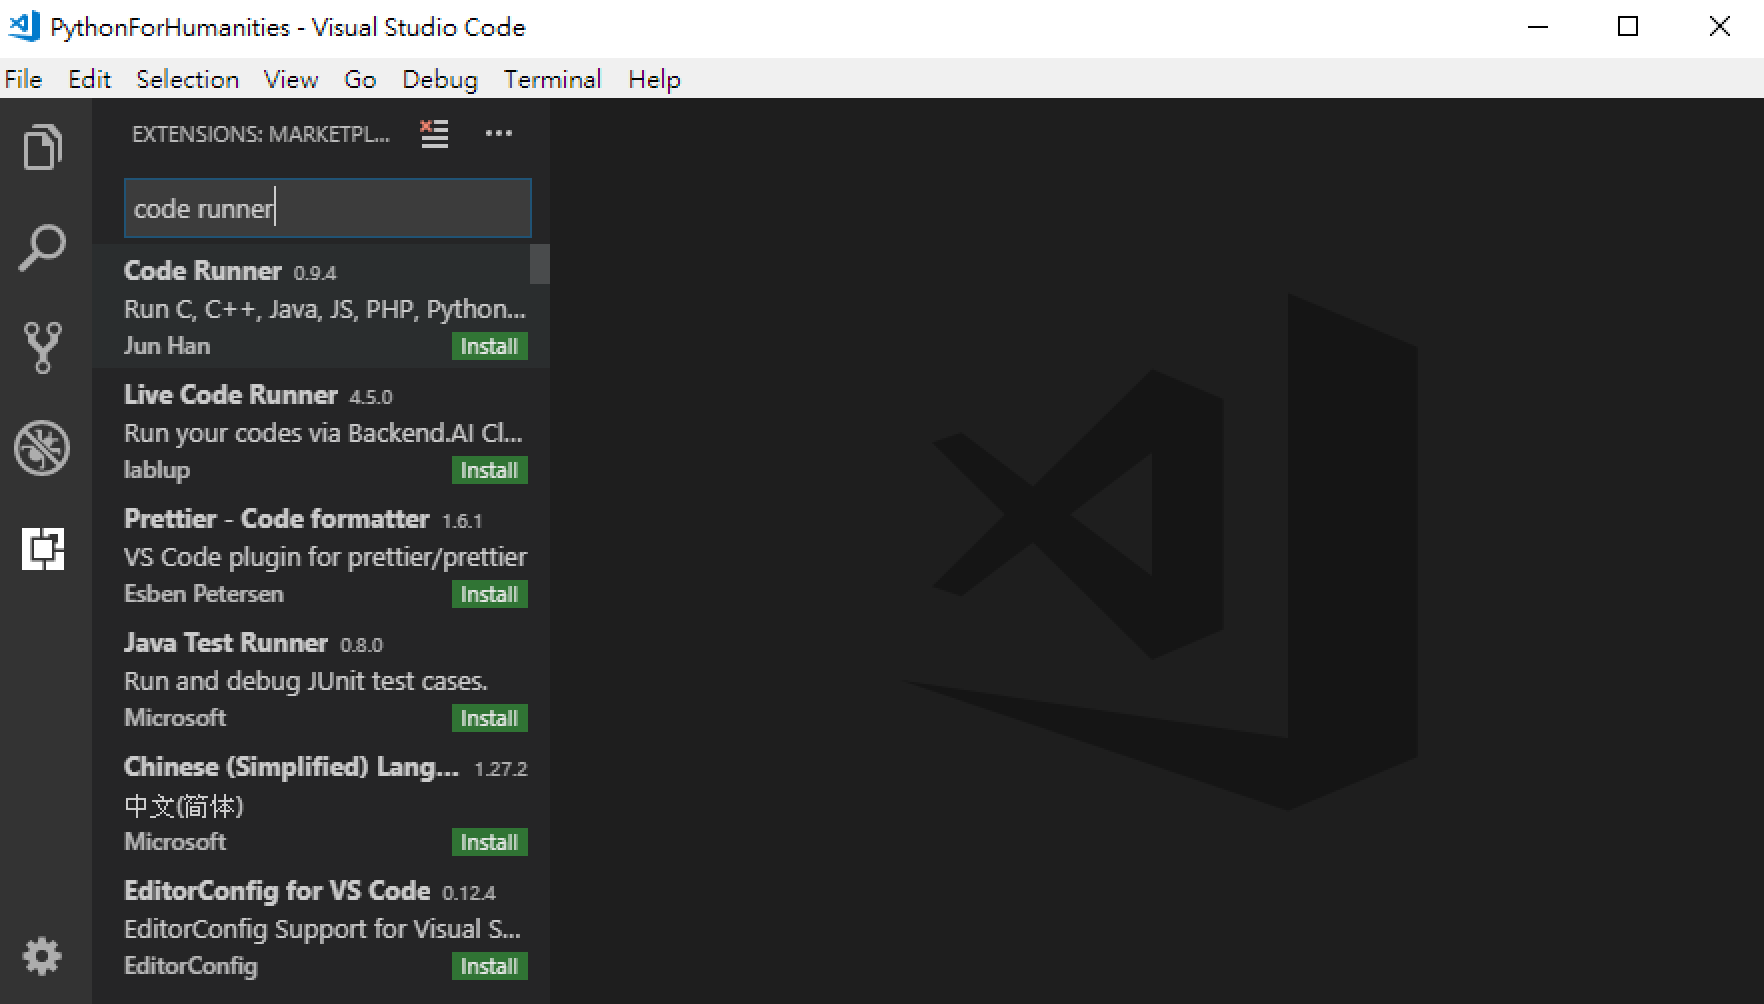 PythonForHumanities - Visual Studio Code
File Edit Selection View Go Debug Terminal Help
EXTENSIONS: MARKETPL...
code runner
Code Runner 0.9.4
Run C, C++, Java, JS, PHP, Python...
Jun Han Install
Live Code Runner 4.5.0
Run your codes via Backend.AI Cl...
lablup Install
Prettier - Code formatter 1.6.1
VS Code plugin for prettier/prettier
Esben Petersen Install
Java Test Runner 0.8.0
Run and debug JUnit test cases.
Microsoft Install
Chinese (Simplified) Lang... 1.27.2
中文(简体)
Microsoft Install
EditorConfig for VS Code 0.12.4
EditorConfig Support for Visual S...
EditorConfig Install